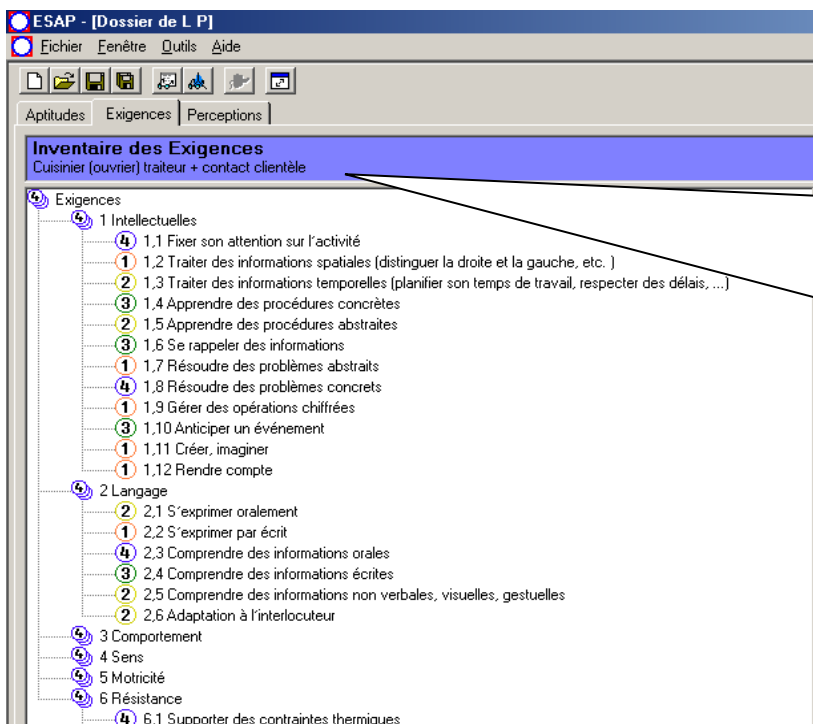 ESAP - [Dossier de L P]
Fichier Fenêtre Outils Aide
Aptitudes Exigences Perceptions
Inventaire des Exigences
Cuisinier (ouvrier) traiteur + contact clientèle
4 Exigences
4 1 Intellectuelles
4 1,1 Fixer son attention sur l´activité
1 1,2 Traiter des informations spatiales (distinguer la droite et la gauche, etc. )
2 1,3 Traiter des informations temporelles (planifier son temps de travail, respecter des délais, ...)
3 1,4 Apprendre des procédures concrètes
2 1,5 Apprendre des procédures abstraites
3 1,6 Se rappeler des informations
1 1,7 Résoudre des problèmes abstraits
4 1,8 Résoudre des problèmes concrets
1 1,9 Gérer des opérations chiffrées
3 1,10 Anticiper un événement
1 1,11 Créer, imaginer
1 1,12 Rendre compte
4 2 Langage
2 2,1 S´exprimer oralement
1 2,2 S´exprimer par écrit
4 2,3 Comprendre des informations orales
3 2,4 Comprendre des informations écrites
2 2,5 Comprendre des informations non verbales, visuelles, gestuelles
2 2,6 Adaptation à l´interlocuteur
4 3 Comportement
4 4 Sens
4 5 Motricité
4 6 Résistance
4 6,1 Supporter des contraintes thermiques